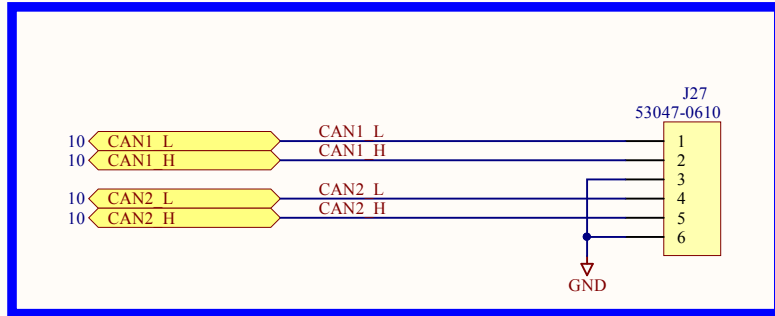 J27
53047-0610
10 CAN1_L CAN1_L 1
10 CAN1_H CAN1_H 2
3
10 CAN2_L CAN2_L 4
10 CAN2_H CAN2_H 5
6
GND